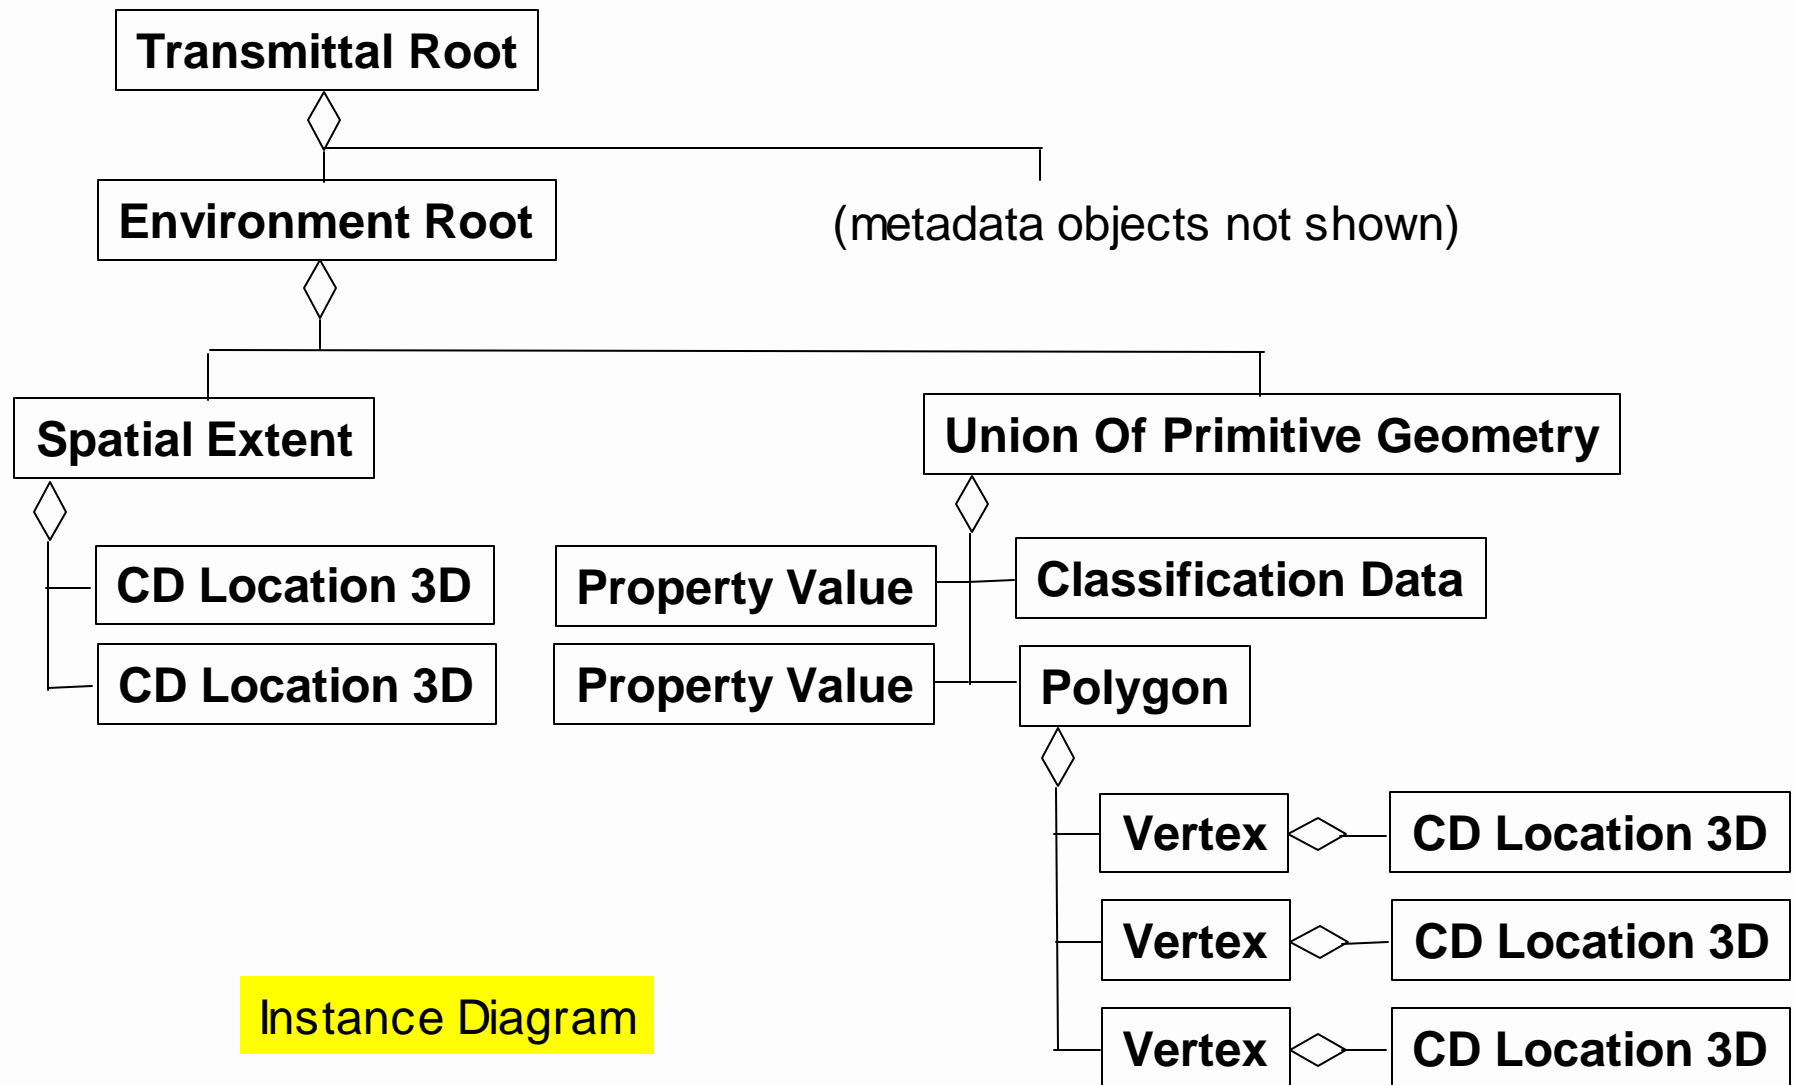 Transmittal Root
Environment Root
(metadata objects not shown)
Spatial Extent
Union Of Primitive Geometry
CD Location 3D
Property Value
Classification Data
CD Location 3D
Property Value
Polygon
Vertex
CD Location 3D
Vertex
CD Location 3D
Instance Diagram
Vertex
CD Location 3D